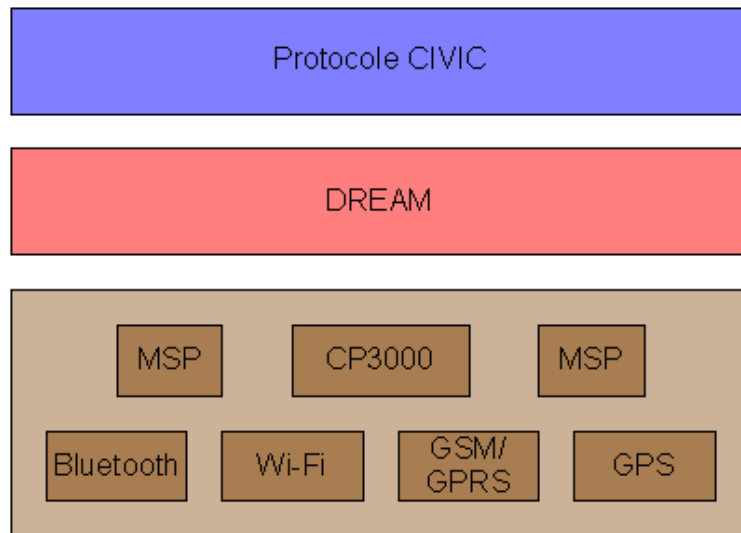 Protocole CIVIC
DREAM
MSP
CP3000
MSP
Bluetooth
Wi-Fi
GSM/
GPRS
GPS